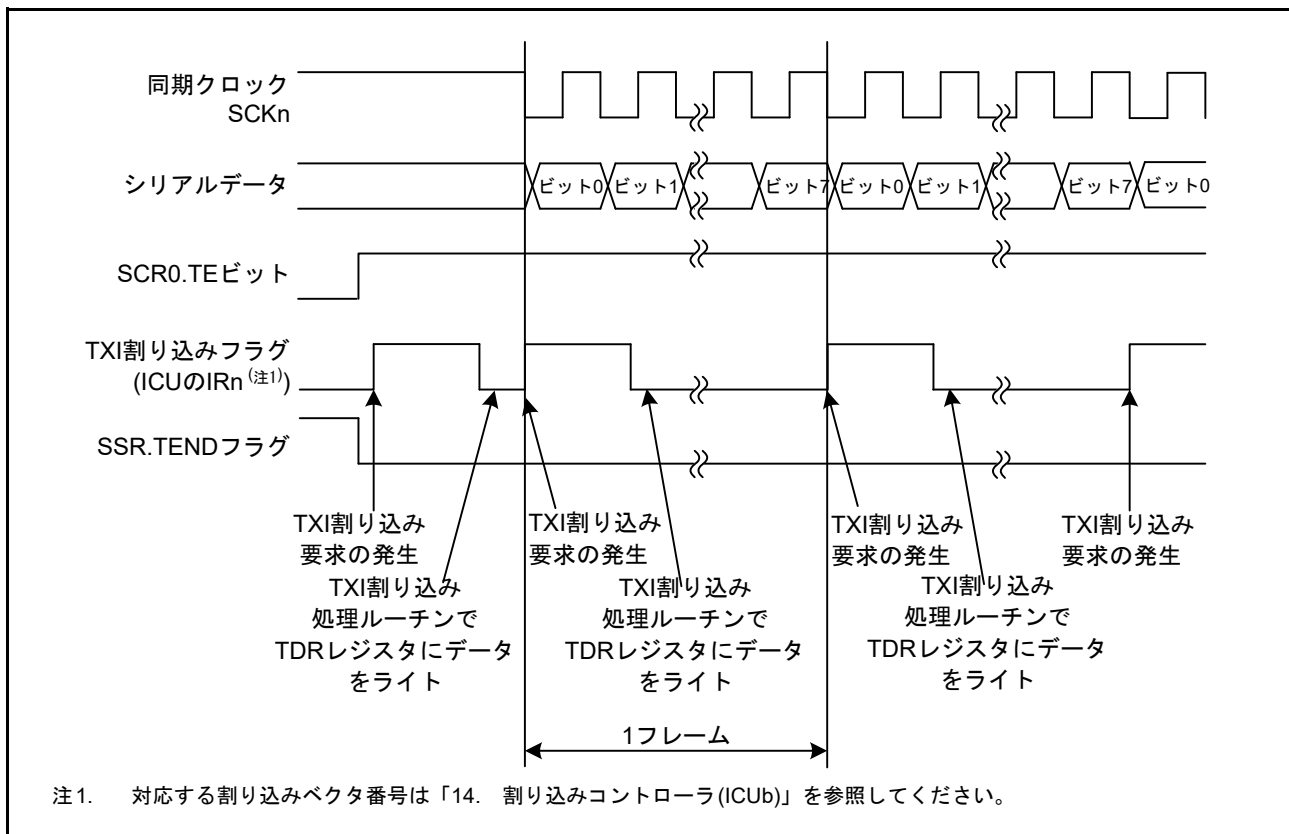 同期クロック
SCKn
シリアルデータ
ビット0 ビット1 ビット7 ビット0 ビット1 ビット7 ビット0
SCR0.TEビット
TXI割り込みフラグ
(ICUのIRn(注1))
SSR.TENDフラグ
TXI割り込み
要求の発生
TXI割り込み
処理ルーチンで
TDRレジスタにデータ
をライト
TXI割り込み
要求の発生
TXI割り込み
処理ルーチンで
TDRレジスタにデータ
をライト
TXI割り込み
要求の発生
TXI割り込み
処理ルーチンで
TDRレジスタにデータ
をライト
TXI割り込み
要求の発生
1フレーム
注1. 対応する割り込みベクタ番号は「14. 割り込みコントローラ(ICUb)」を参照してください。